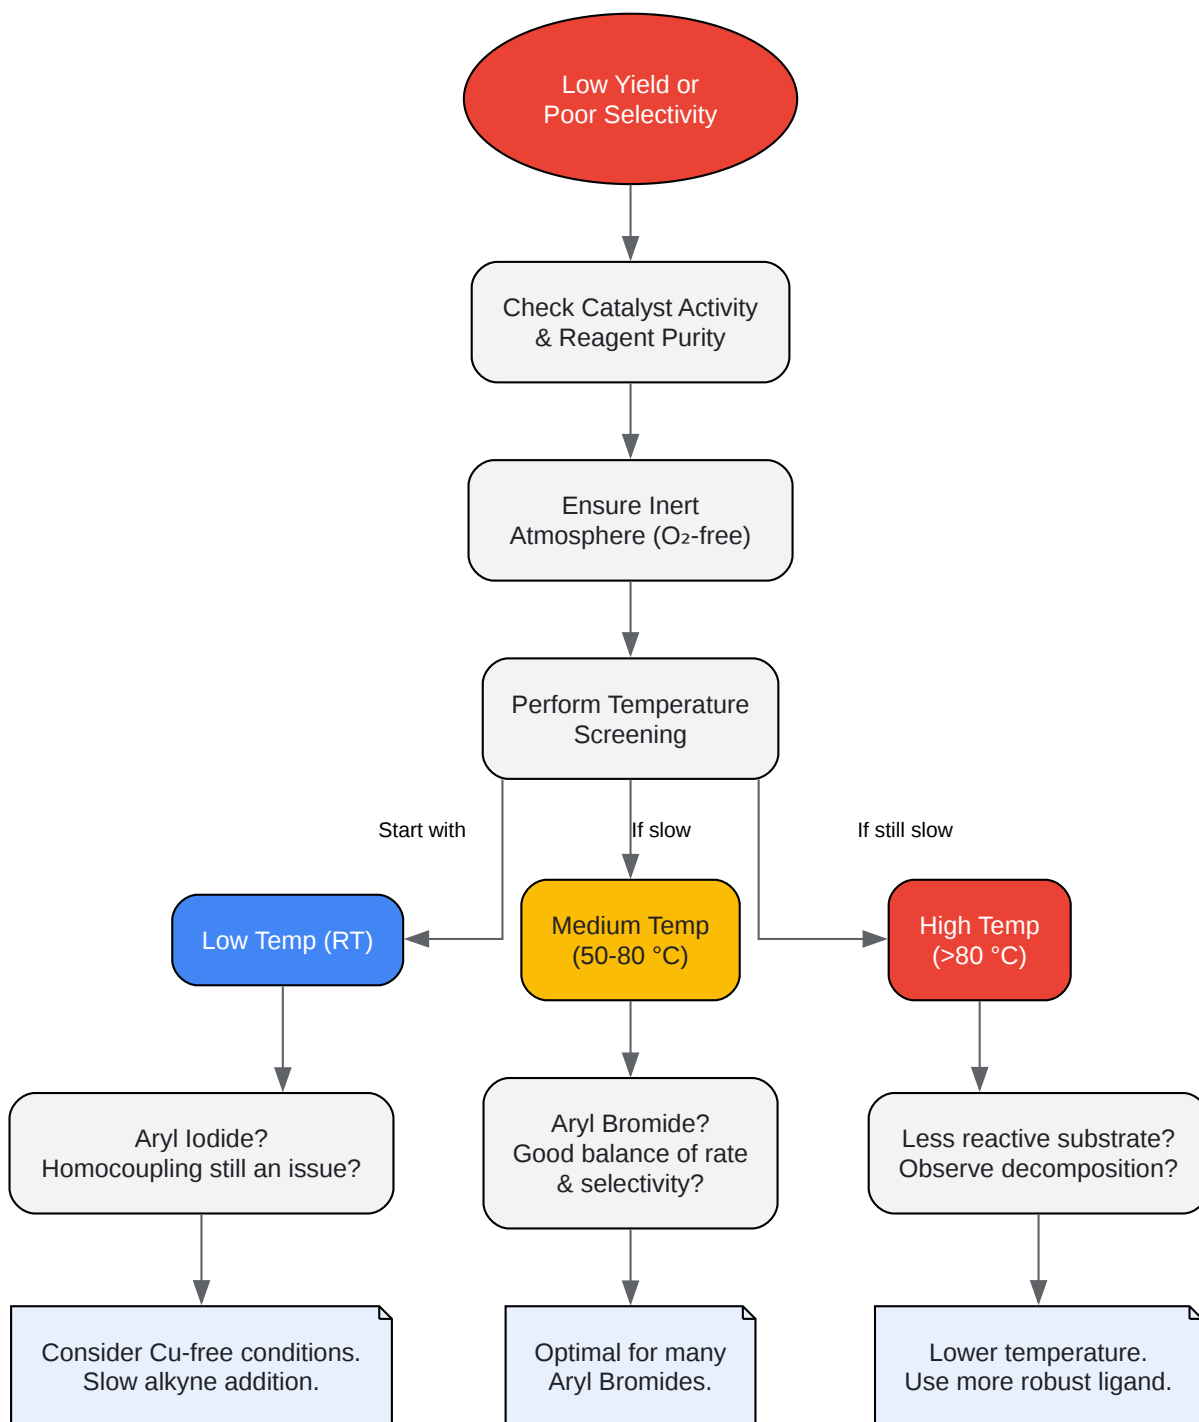 Low Yield or
Poor Selectivity
Check Catalyst Activity
& Reagent Purity
Ensure Inert
Atmosphere (O₂-free)
Perform Temperature
Screening
Start with
If slow
If still slow
Low Temp (RT)
Medium Temp
(50-80 °C)
High Temp
(>80 °C)
Aryl Iodide?
Homocoupling still an issue?
Aryl Bromide?
Good balance of rate
& selectivity?
Less reactive substrate?
Observe decomposition?
Consider Cu-free conditions.
Slow alkyne addition.
Optimal for many
Aryl Bromides.
Lower temperature.
Use more robust ligand.